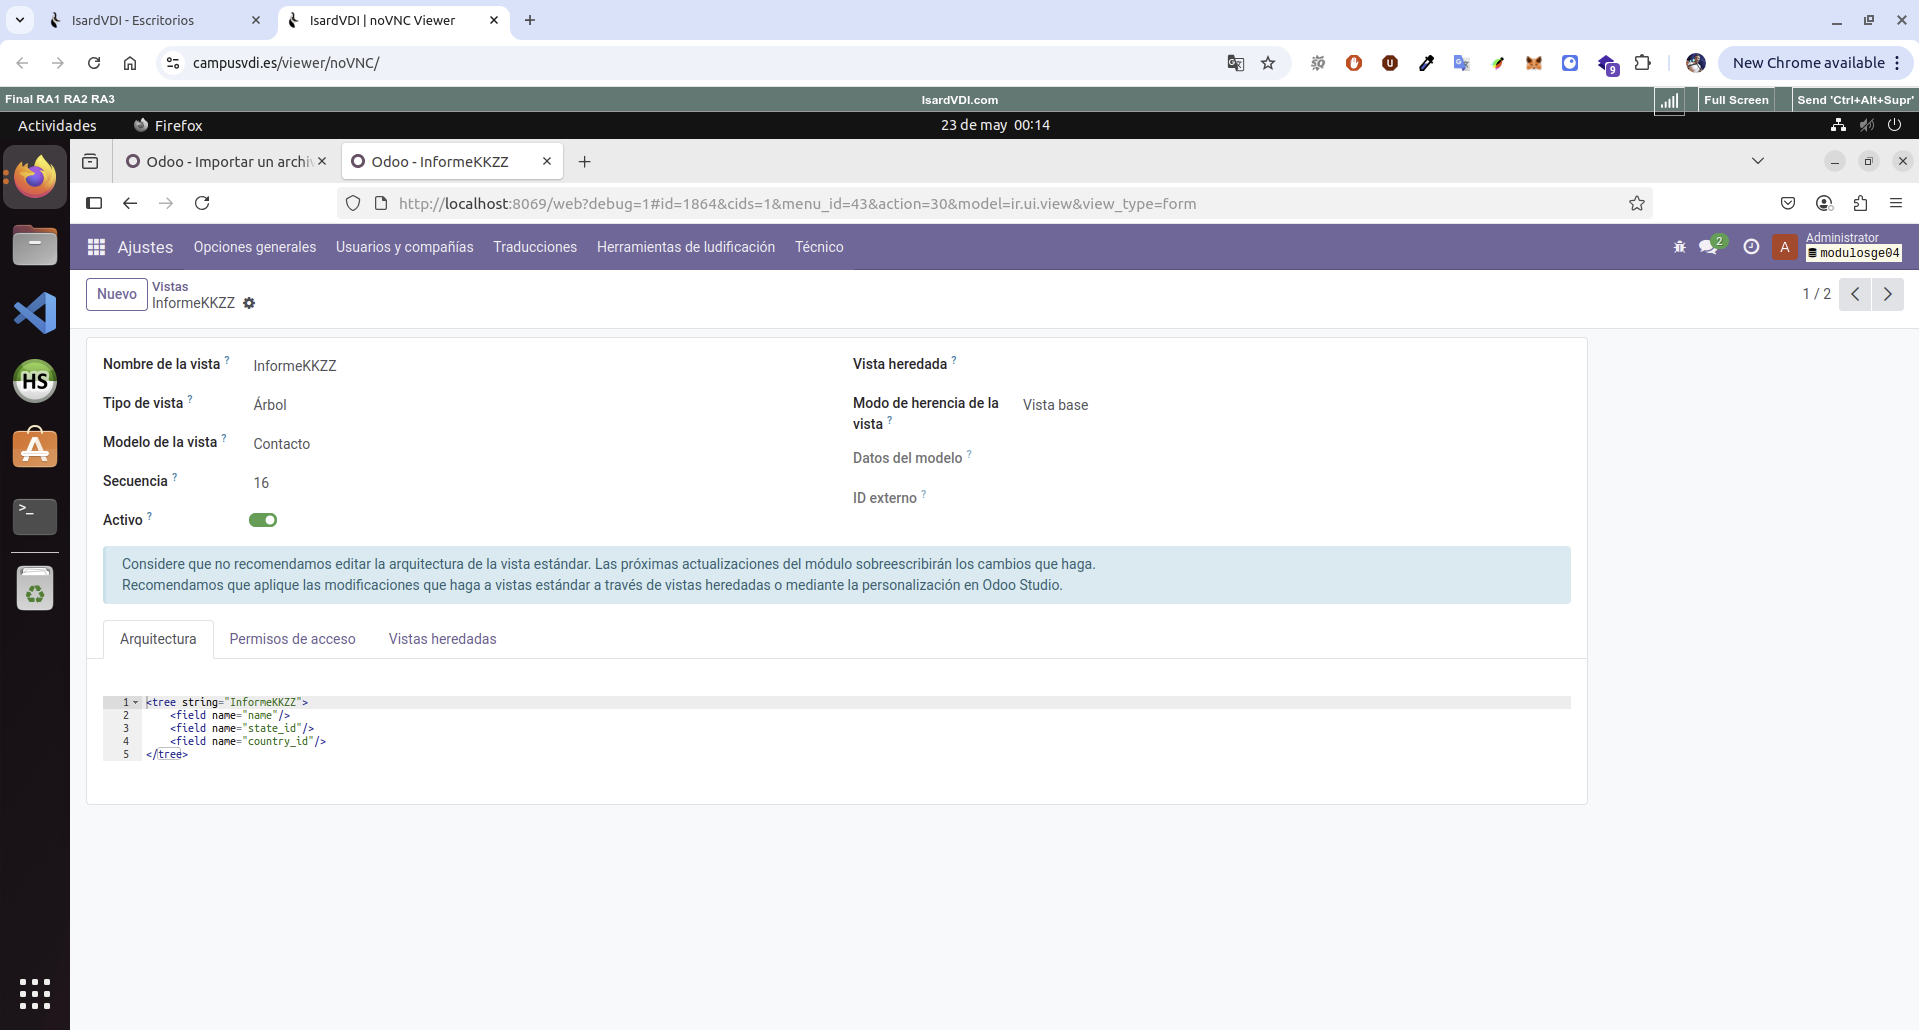 IsardVDI - Escritorios
IsardVDI | noVNC Viewer
campusvdi.es/viewer/noVNC/
9
New Chrome available
Final RA1 RA2 RA3
IsardVDI.com
Full Screen
Send 'Ctrl+Alt+Supr'
Actividades
Firefox
23 de may 00:14
Odoo - Importar un archi
Odoo - InformeKKZZ
http://localhost:8069/web?debug=1#id=1864&cids=1&menu_id=43&action=30&model=ir.ui.view&view_type=form
Ajustes
Opciones generales
Usuarios y compañías
Traducciones
Herramientas de ludificación
Técnico
2
A
Administrator
modulosge04
Nuevo
Vistas
InformeKKZZ
1 / 2
Nombre de la vista ?
InformeKKZZ
Vista heredada ?
Tipo de vista ?
Árbol
Modo de herencia de la
vista ?
Vista base
Modelo de la vista ?
Contacto
Datos del modelo ?
Secuencia ?
16
ID externo ?
Activo ?
Considere que no recomendamos editar la arquitectura de la vista estándar. Las próximas actualizaciones del módulo sobreescribirán los cambios que haga.
Recomendamos que aplique las modificaciones que haga a vistas estándar a través de vistas heredadas o mediante la personalización en Odoo Studio.
Arquitectura
Permisos de acceso
Vistas heredadas
1 <tree string="InformeKKZZ">
2 <field name="name"/>
3 <field name="state_id"/>
4 <field name="country_id"/>
5 </tree>
HS
>_